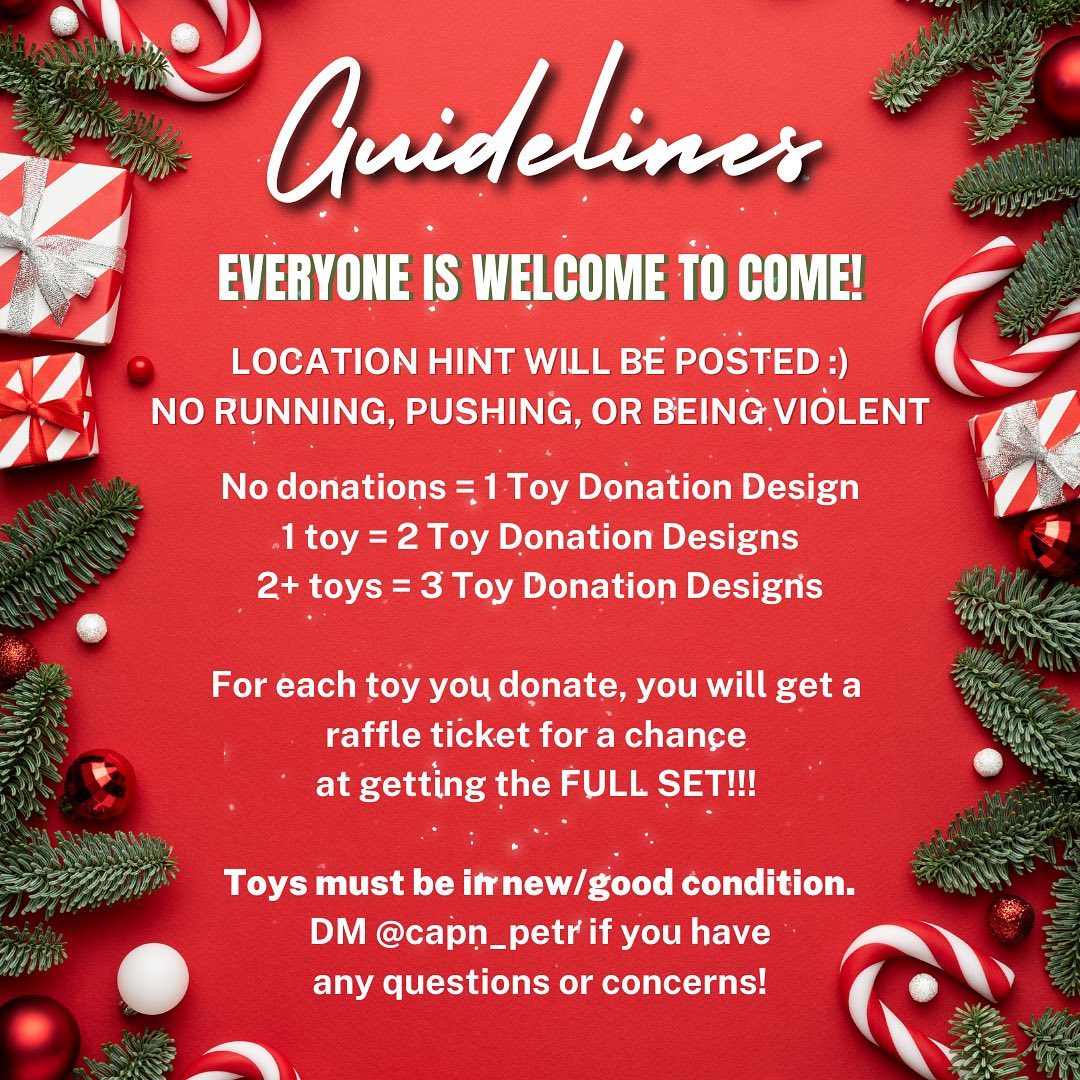 Guidelines
EVERYONE IS WELCOME TO COME!
LOCATION HINT WILL BE POSTED :)
NO RUNNING, PUSHING, OR BEING VIOLENT
No donations = 1 Toy Donation Design
1 toy = 2 Toy Donation Designs
2+ toys = 3 Toy Donation Designs
For each toy you donate, you will get a
raffle ticket for a chance
at getting the FULL SET!!!
Toys must be in new/good condition.
DM @capn_petr if you have
any questions or concerns!